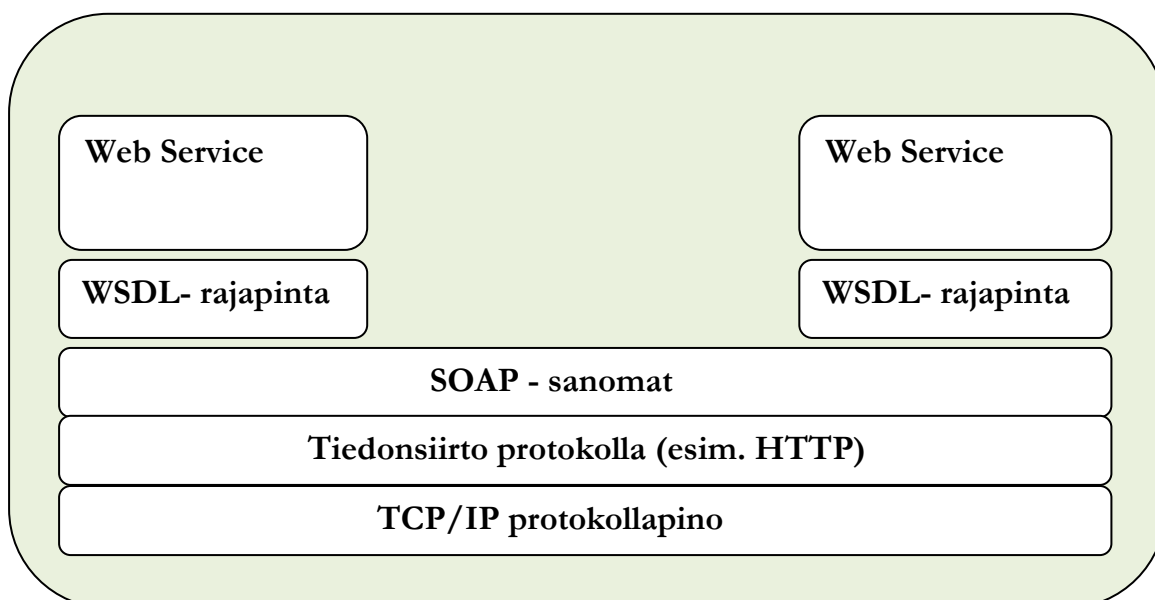 Web Service
Web Service
WSDL- rajapinta
WSDL- rajapinta
SOAP - sanomat
Tiedonsiirto protokolla (esim. HTTP)
TCP/IP protokollapino